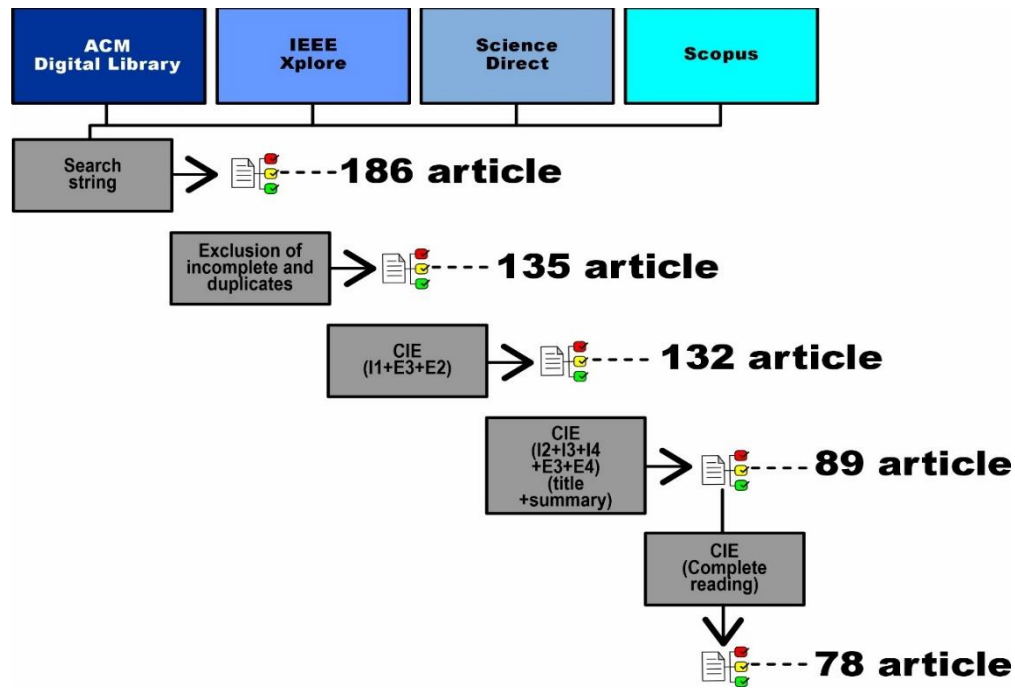 ACM
Digital Library
IEEE
Xplore
Science
Direct
Scopus
Search
string
186 article
Exclusion of
incomplete and
duplicates
135 article
CIE
(I1+E3+E2)
132 article
CIE
(I2+I3+I4
+E3+E4)
(title
+summary)
89 article
CIE
(Complete
reading)
78 article